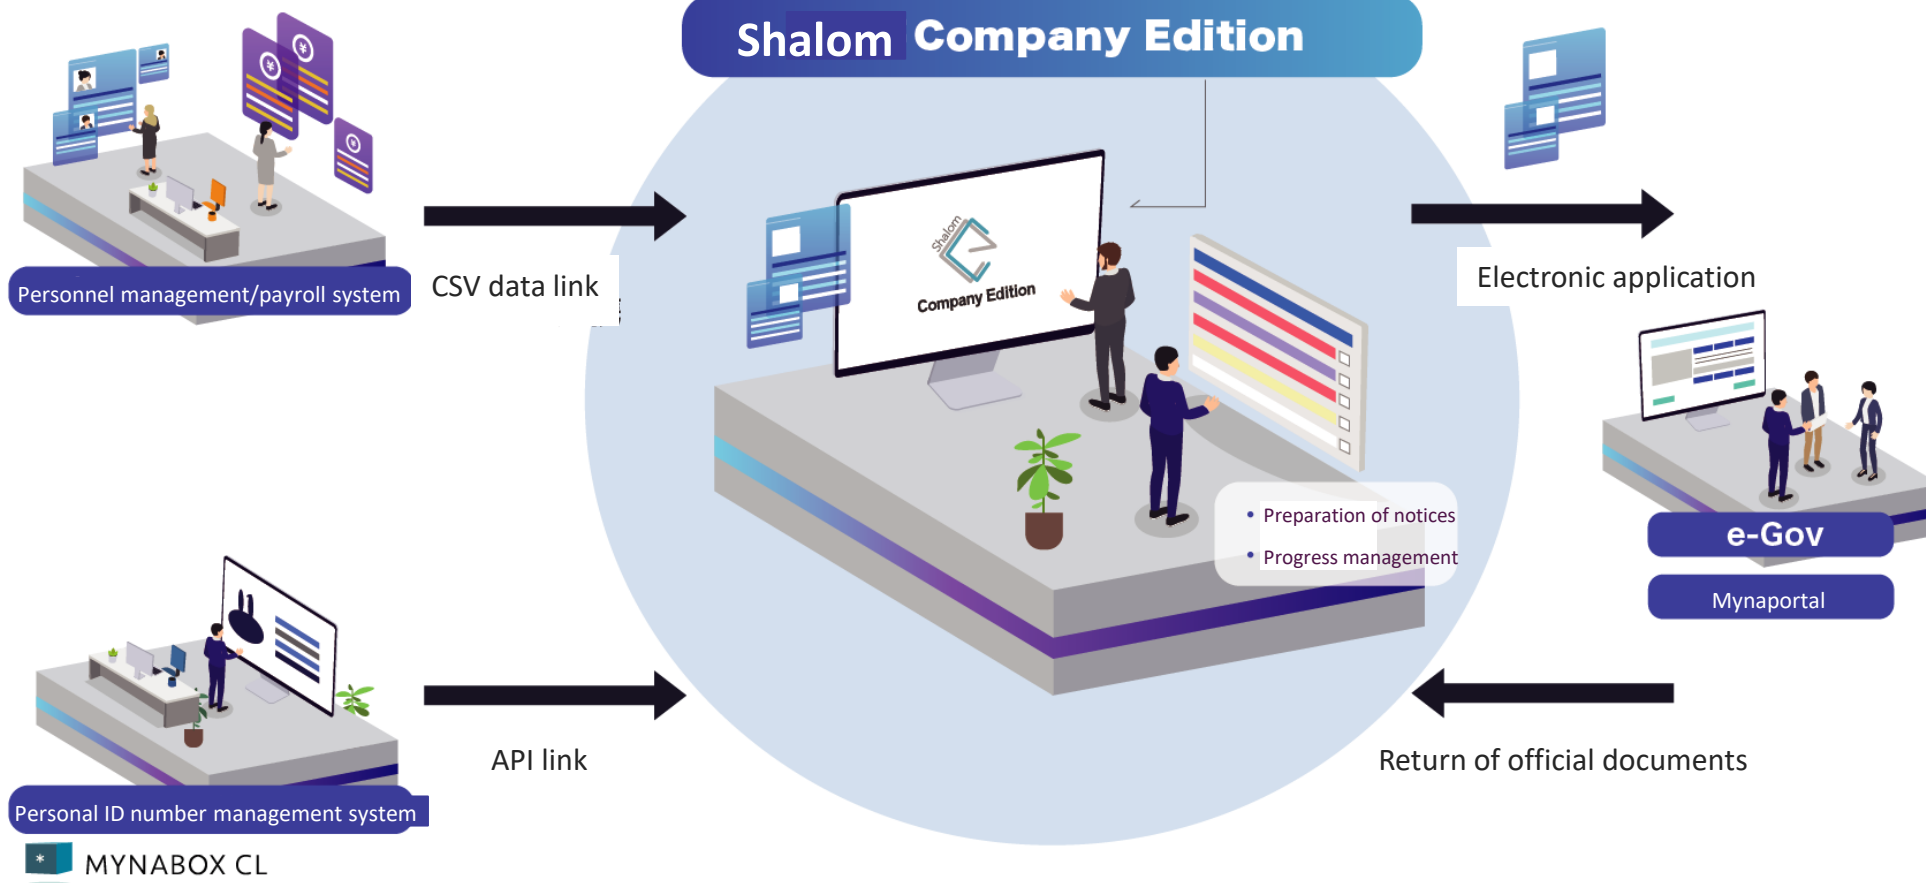 Shalom Company Edition
Personnel management/payroll system
CSV data link
Shalom
Company Edition
Electronic application
• Preparation of notices
• Progress management
e-Gov
Mynaportal
API link
Return of official documents
Personal ID number management system
* MYNABOX CL